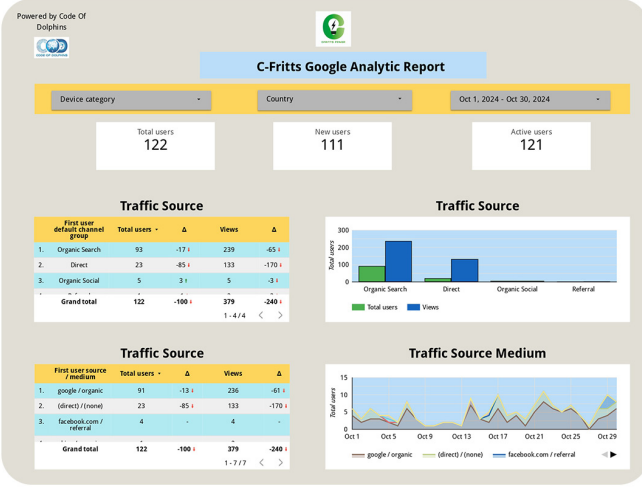 Powered by Code Of
Dolphins
CODE OF DOLPHINS
C-Fritts Google Analytic Report
Device category
Country
Oct 1, 2024 - Oct 30, 2024
Total users
122
New users
111
Active users
121
Traffic Source
First user
default channel
group
Total users
Δ
Views
Δ
1. Organic Search 93 -17 239 -65
2. Direct 23 -85 133 -170
3. Organic Social 5 3 5 -3
Grand total 122 -100 379 -240
1 - 4 / 4
Traffic Source
Total users
300
200
100
0
Organic Search
Direct
Organic Social
Referral
Total users
Views
Traffic Source
First user source
/ medium
Total users
Δ
Views
Δ
1. google / organic 91 -13 236 -61
2. (direct) / (none) 23 -85 133 -170
3. facebook.com /
referral
4 - 4 -
Grand total 122 -100 379 -240
1 - 7 / 7
Traffic Source Medium
Total users
15
10
5
0
Oct 1
Oct 5
Oct 9
Oct 13
Oct 17
Oct 21
Oct 25
Oct 29
google / organic
(direct) / (none)
facebook.com / referral